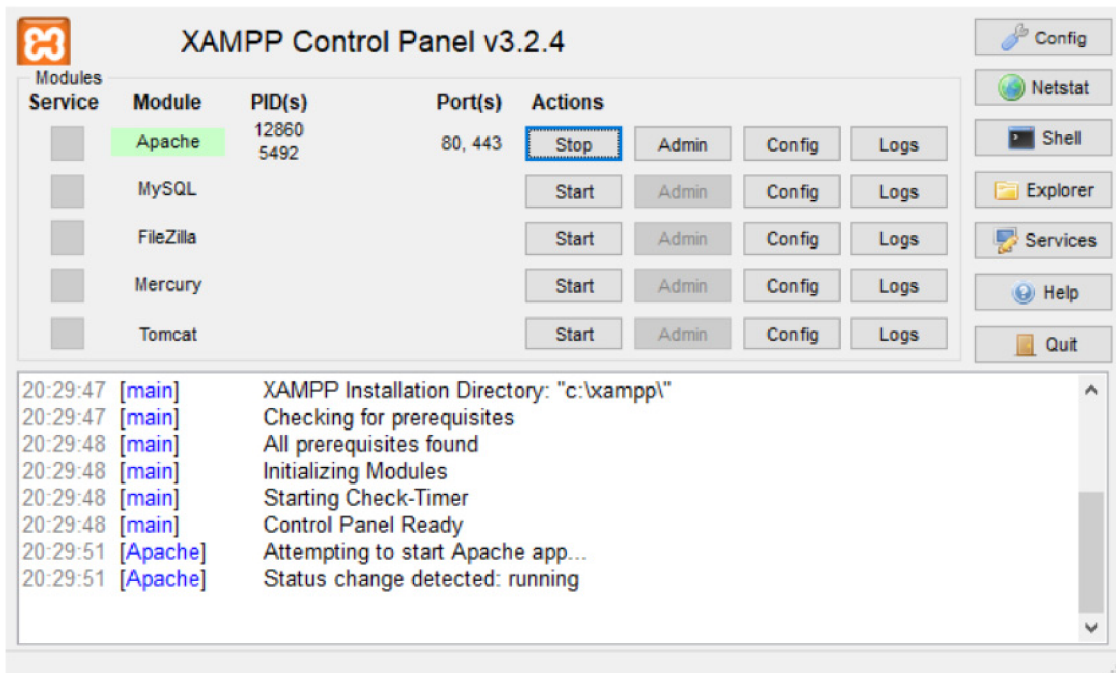 XAMPP Control Panel v3.2.4
Config
Modules
Netstat
Service Module PID(s) Port(s) Actions
Apache 12860 5492 80, 443 Stop Admin Config Logs
Shell
MySQL Start Admin Config Logs
Explorer
FileZilla Start Admin Config Logs
Services
Mercury Start Admin Config Logs
Help
Tomcat Start Admin Config Logs
Quit
20:29:47 [main] XAMPP Installation Directory: "c:\xampp\"
20:29:47 [main] Checking for prerequisites
20:29:48 [main] All prerequisites found
20:29:48 [main] Initializing Modules
20:29:48 [main] Starting Check-Timer
20:29:48 [main] Control Panel Ready
20:29:51 [Apache] Attempting to start Apache app...
20:29:51 [Apache] Status change detected: running